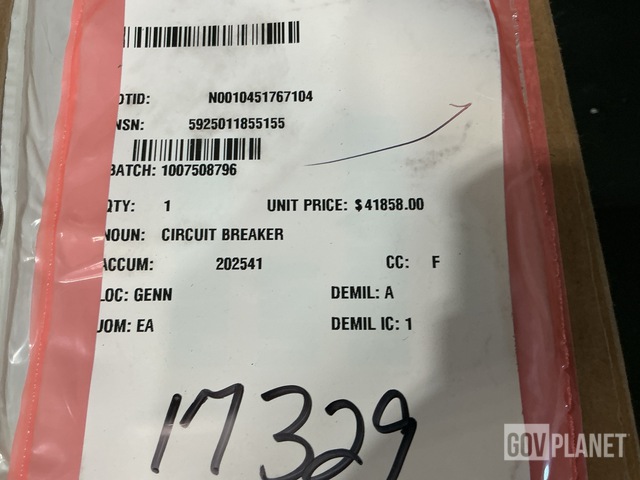 DTID: N0010451767104
NSN: 5925011855155
BATCH: 1007508796
QTY: 1 UNIT PRICE: $41858.00
NOUN: CIRCUIT BREAKER
ACCUM: 202541 CC: F
LOC: GENN DEMIL: A
UOM: EA DEMIL IC: 1
17329
GOVPLANET